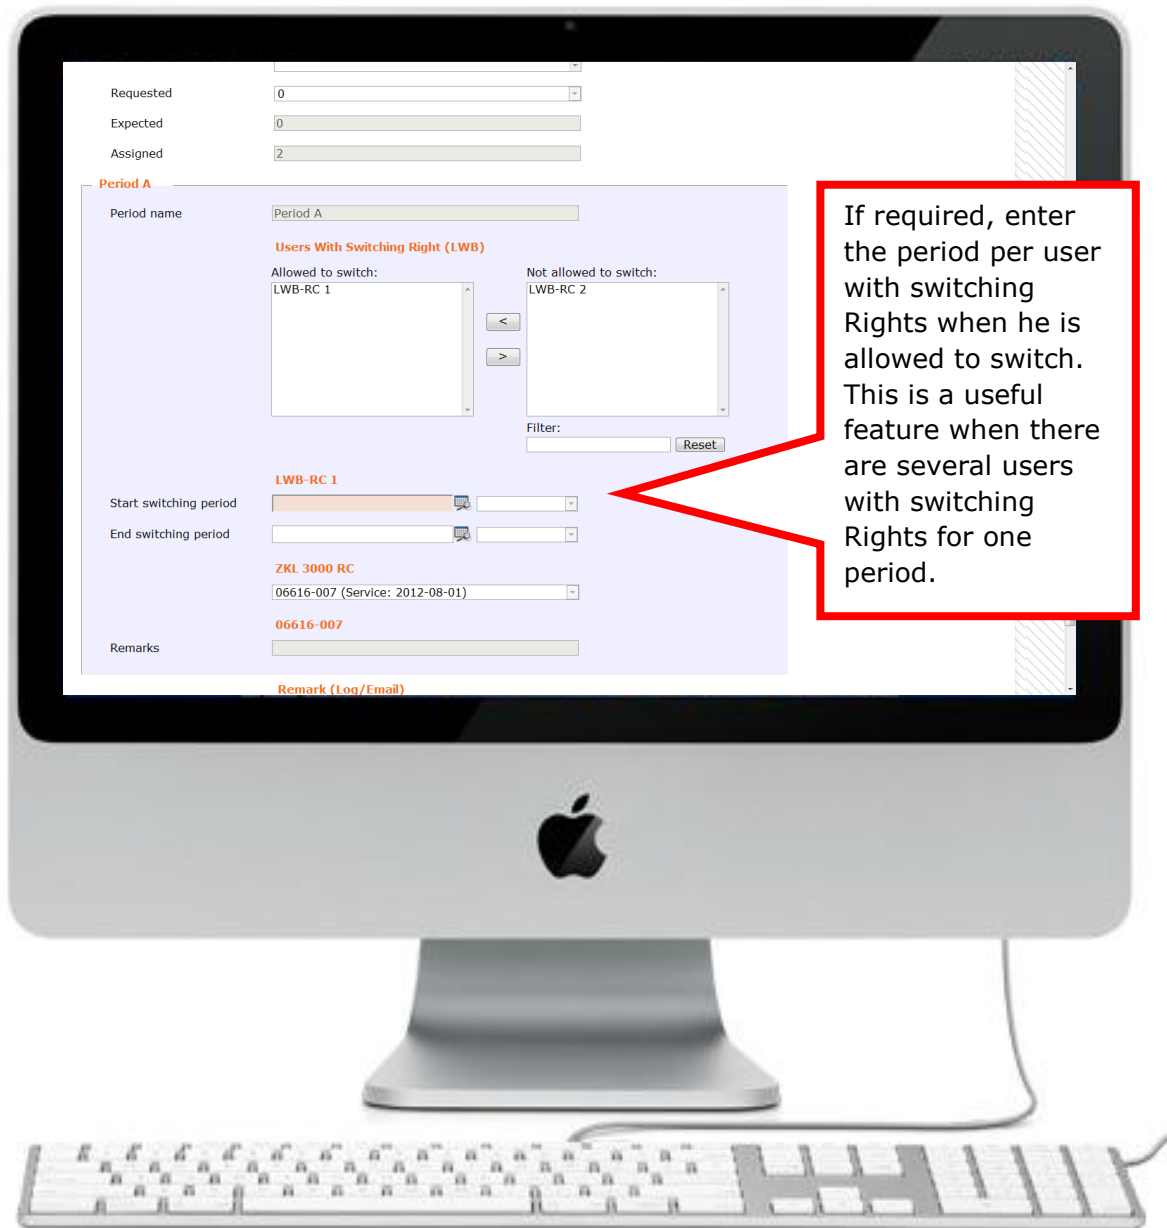 Requested 0
Expected 0
Assigned 2
Period A
Period name Period A
Users With Switching Right (LWB)
Allowed to switch: Not allowed to switch:
LWB-RC 1 LWB-RC 2
<
>
Filter:
Reset
LWB-RC 1
Start switching period
End switching period
ZKL 3000 RC
06616-007 (Service: 2012-08-01)
06616-007
Remarks
Remark (Log/Email)
If required, enter
the period per user
with switching
Rights when he is
allowed to switch.
This is a useful
feature when there
are several users
with switching
Rights for one
period.